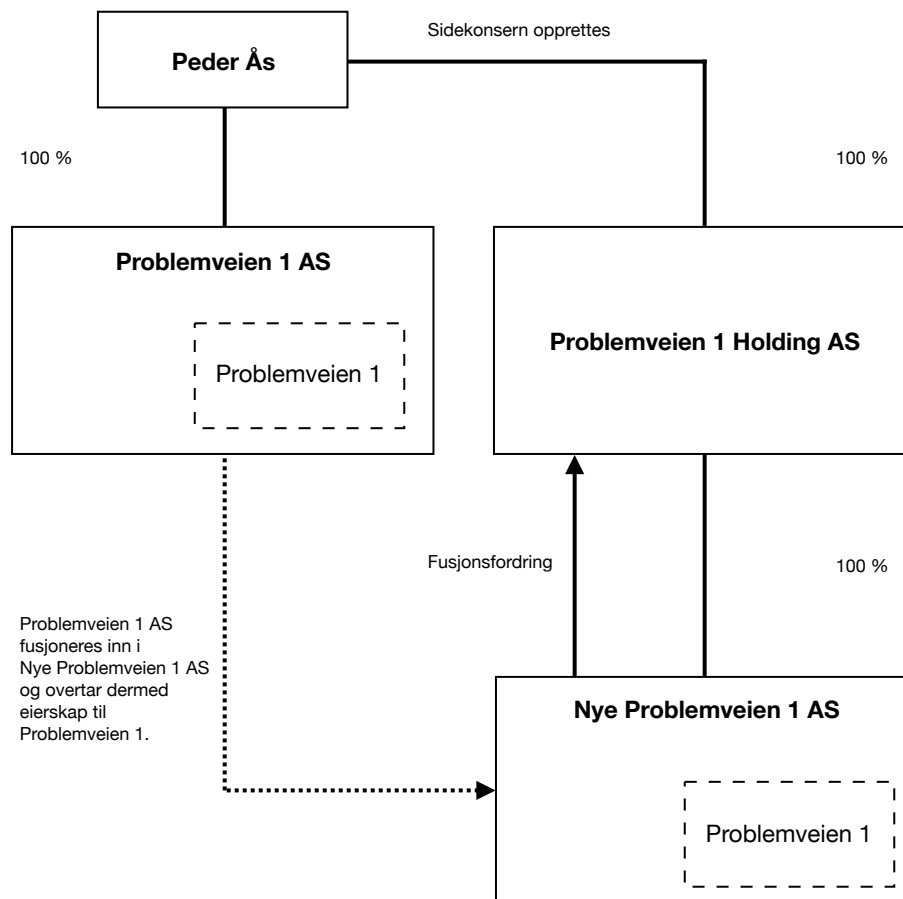 Sidekonsern opprettes
Peder Ås
100 %
100 %
Problemveien 1 AS
Problemveien 1
Problemveien 1 Holding AS
Fusjonsfordring
100 %
Problemveien 1 AS
fusjoneres inn i
Nye Problemveien 1 AS
og overtar dermed
eierskap til
Problemveien 1.
Nye Problemveien 1 AS
Problemveien 1